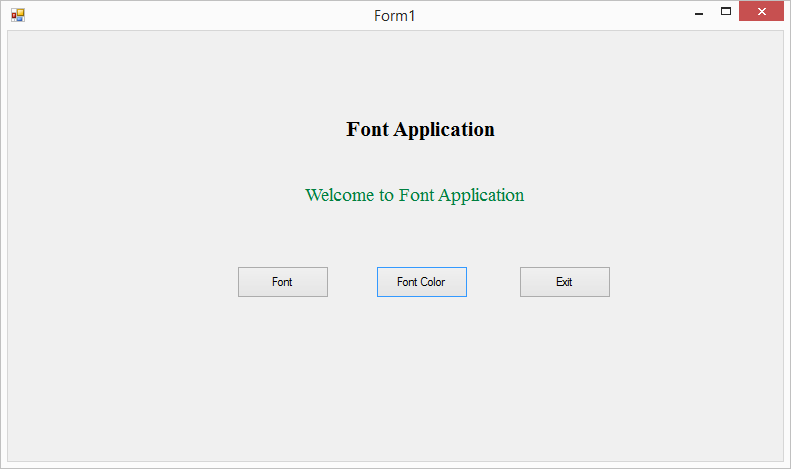 Form1
Font Application
Welcome to Font Application
Font Font Color Exit